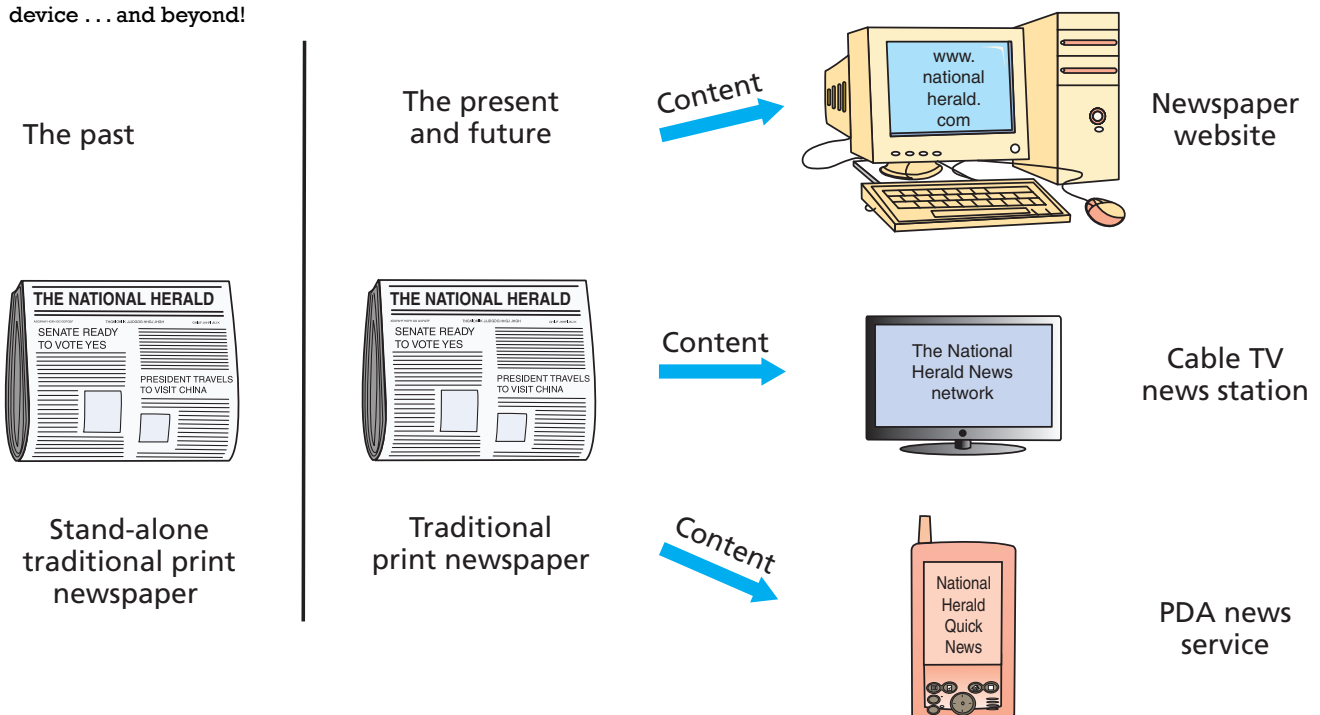 device . . . and beyond!
The past
The present
and future
Content
www.
national
herald.
com
Newspaper
website
THE NATIONAL HERALD
SENATE READY
TO VOTE YES
PRESIDENT TRAVELS
TO VISIT CHINA
THE NATIONAL HERALD
SENATE READY
TO VOTE YES
PRESIDENT TRAVELS
TO VISIT CHINA
Content
The National
Herald News
network
Cable TV
news station
Stand-alone
traditional print
newspaper
Traditional
print newspaper
Content
National
Herald
Quick
News
PDA news
service